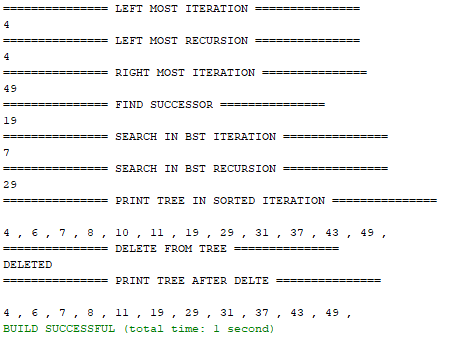 =============== LEFT MOST ITERATION ===============
4
=============== LEFT MOST RECURSION ===============
4
=============== RIGHT MOST ITERATION ===============
49
=============== FIND SUCCESSOR ===============
19
=============== SEARCH IN BST ITERATION ===============
7
=============== SEARCH IN BST RECURSION ===============
29
=============== PRINT TREE IN SORTED ITERATION ===============
4 , 6 , 7 , 8 , 10 , 11 , 19 , 29 , 31 , 37 , 43 , 49 ,
=============== DELETE FROM TREE ===============
DELETED
=============== PRINT TREE AFTER DELTE ===============
4 , 6 , 7 , 8 , 11 , 19 , 29 , 31 , 37 , 43 , 49 ,
BUILD SUCCESSFUL (total time: 1 second)